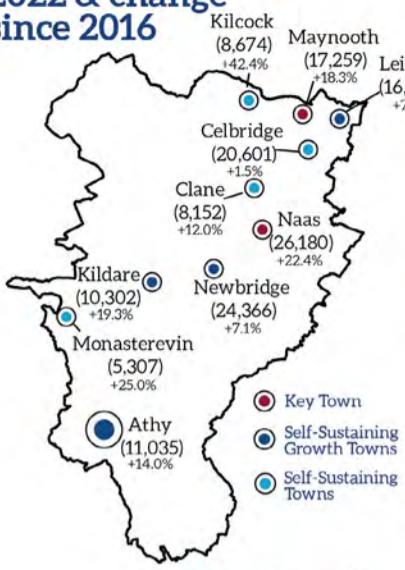 2022 & change
since 2016
Kilcock
(8,674)
+42.4%
Maynooth
(17,259)
+18.3%
Celbridge
(20,601)
+1.5%
Clane
(8,152)
+12.0%
Naas
(26,180)
+22.4%
Kildare
(10,302)
+19.3%
Newbridge
(24,366)
+7.1%
Monasterevin
(5,307)
+25.0%
Athy
(11,035)
+14.0%
Key Town
Self-Sustaining
Growth Towns
Self-Sustaining
Towns